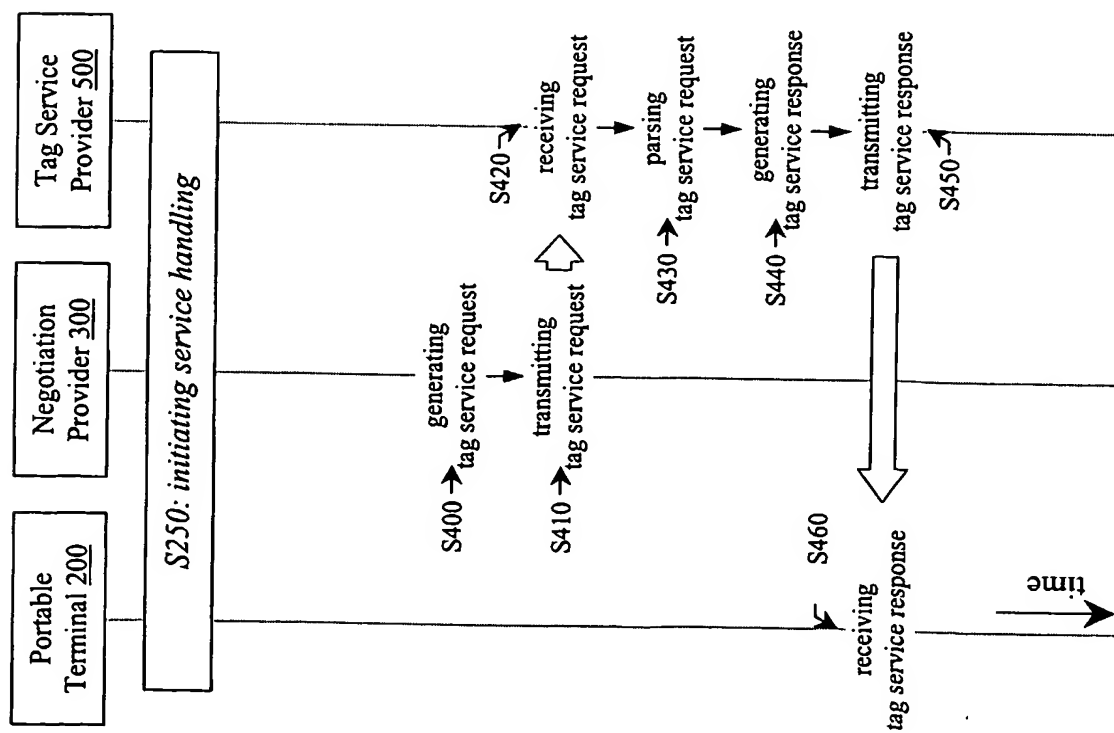 Portable
Terminal 200
Negotiation
Provider 300
Tag Service
Provider 500
S250: initiating service handling
S400
generating
tag service request
S410
transmitting
tag service request
S420
receiving
tag service request
S430
parsing
tag service request
S440
generating
tag service response
transmitting
tag service response
S450
S460
receiving
tag service response
time